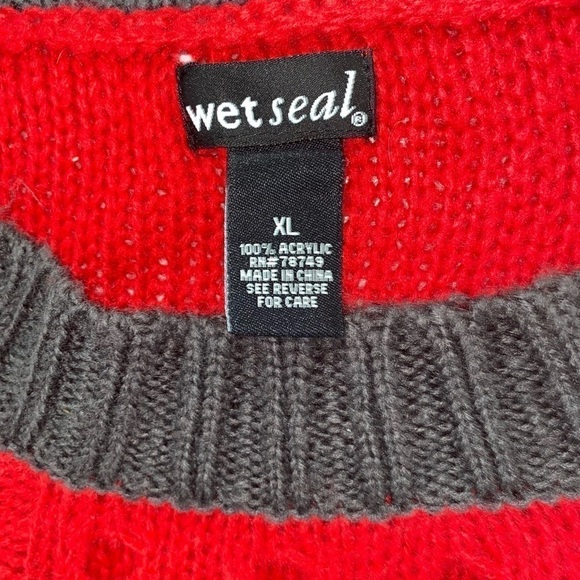 wet seal®
XL
100% ACRYLIC
RN#78749
MADE IN CHINA
SEE REVERSE
FOR CARE